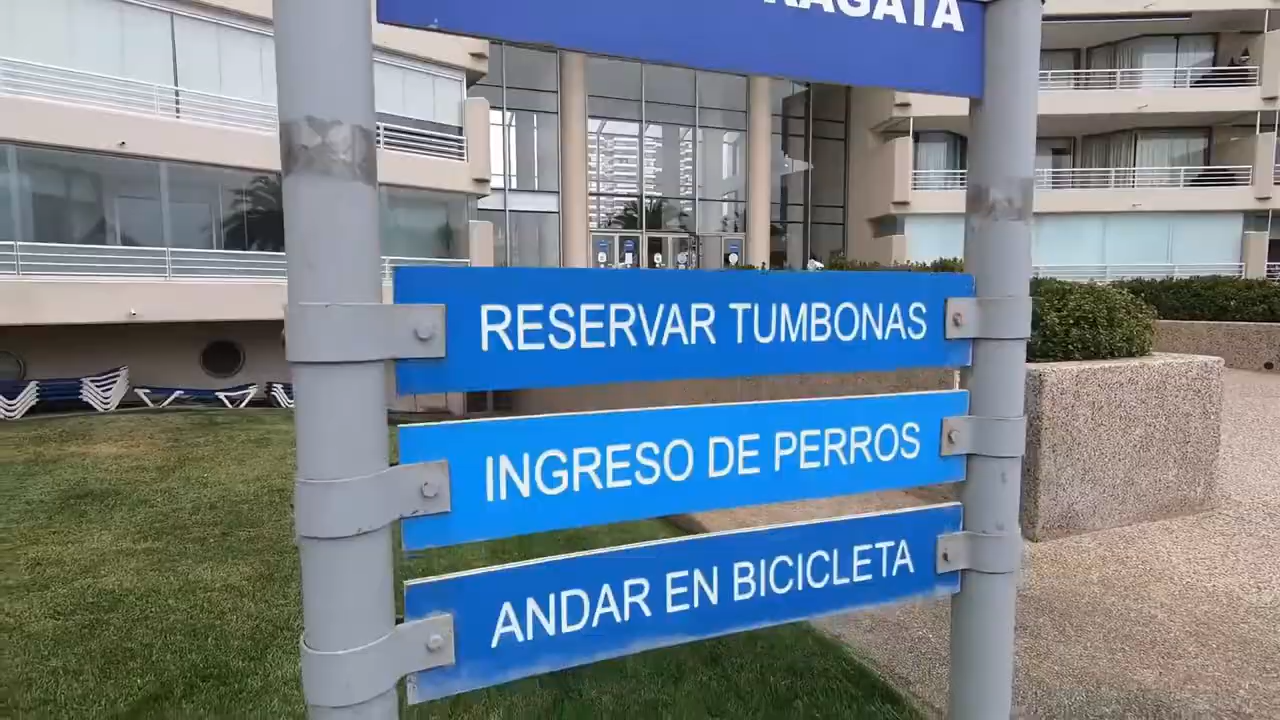 RESERVAR TUMBONAS
INGRESO DE PERROS
ANDAR EN BICICLETA